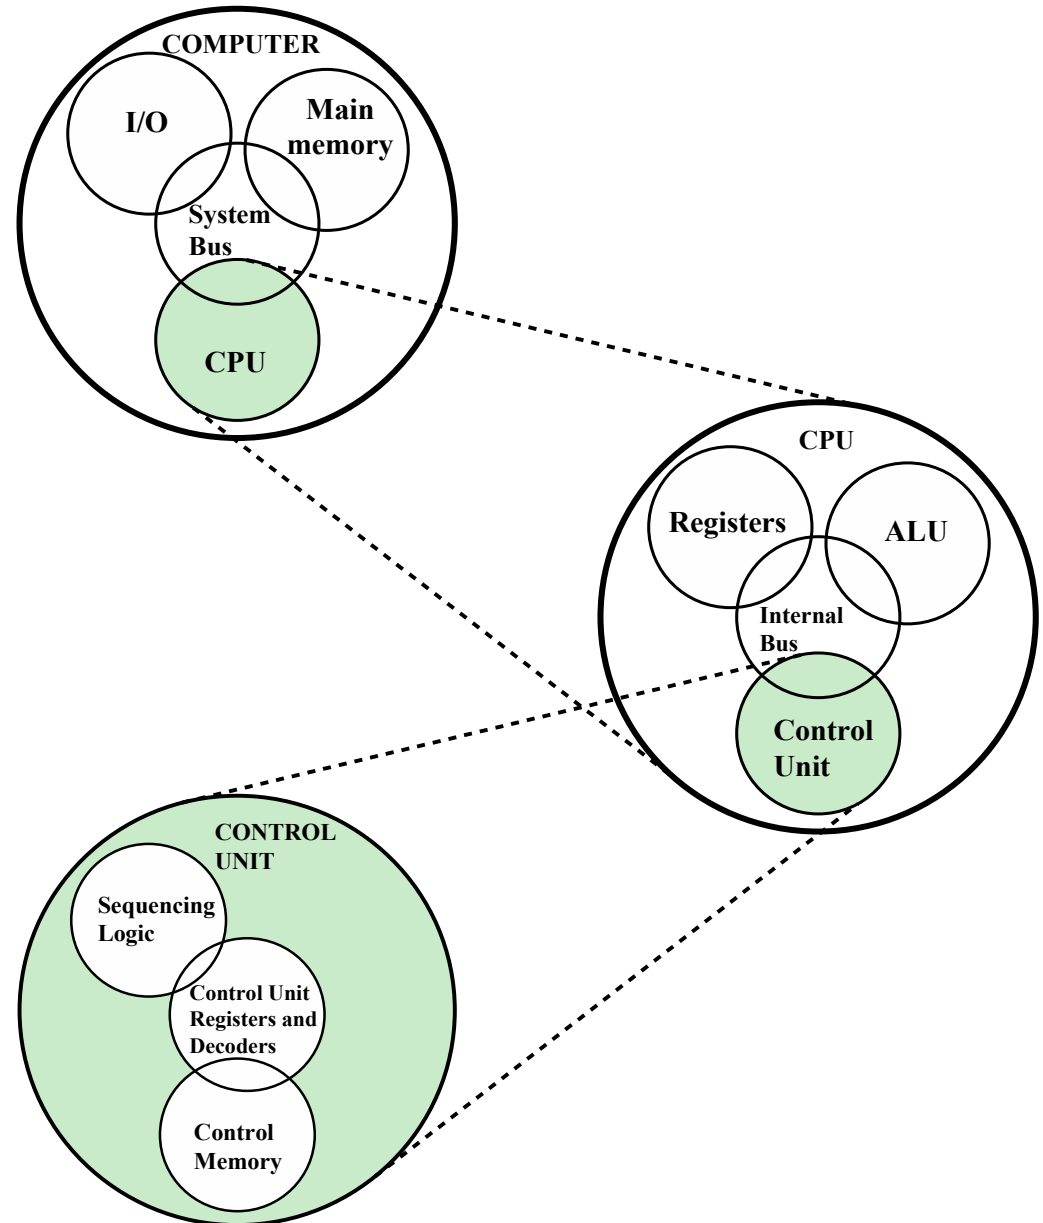 COMPUTER
I/O
Main
memory
System
Bus
CPU
CPU
Registers
ALU
Internal
Bus
Control
Unit
CONTROL
UNIT
Sequencing
Logic
Control Unit
Registers and
Decoders
Control
Memory